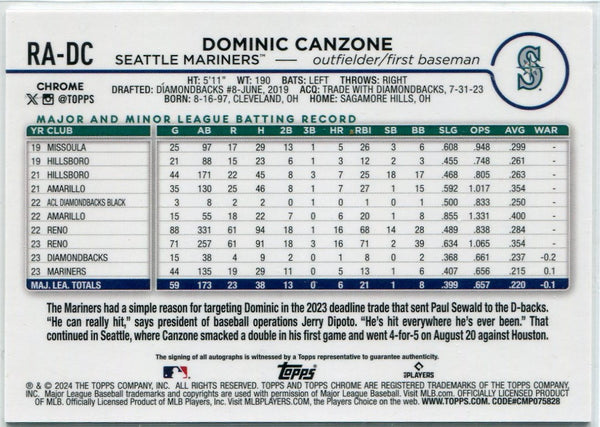 RA-DC
DOMINIC CANZONE
SEATTLE MARINERS™ — outfielder/first baseman
S
CHROME
@TOPPS
HT: 5'11" WT: 190 BATS: LEFT THROWS: RIGHT
DRAFTED: DIAMONDBACKS #8-JUNE, 2019 ACQ: TRADE WITH DIAMONDBACKS, 7-31-23
BORN: 8-16-97, CLEVELAND, OH HOME: SAGAMORE HILLS, OH
MAJOR AND MINOR LEAGUE BATTING RECORD
YR CLUB G AB R H 2B 3B HR RBI SB BB SLG OPS AVG WAR
19 MISSOULA 25 97 17 29 13 1 5 26 3 6 .608 .948 .299 -
19 HILLSBORO 21 88 15 23 6 1 3 12 2 3 .455 .748 .261 -
21 HILLSBORO 44 171 22 45 8 3 7 25 18 17 .468 .805 .263 -
21 AMARILLO 35 130 25 46 8 1 7 27 1 15 .592 1.017 .354 -
22 ACL DIAMONDBACKS BLACK 3 8 2 2 0 1 0 1 0 1 .500 .833 .250 -
22 AMARILLO 15 55 18 22 7 0 6 20 1 8 .855 1.331 .400 -
22 RENO 88 331 61 94 18 1 16 68 14 28 .489 .838 .284 -
23 RENO 71 257 61 91 18 3 16 71 2 39 .634 1.065 .354 -
23 DIAMONDBACKS 15 38 4 9 2 0 1 8 0 2 .368 .661 .237 -0.2
23 MARINERS 44 135 19 29 11 0 5 13 1 6 .407 .656 .215 0.1
MAJ. LEA. TOTALS 59 173 23 38 13 0 6 21 1 8 .399 .657 .220 -0.1
The Mariners had a simple reason for targeting Dominic in the 2023 deadline trade that sent Paul Sewald to the D-backs.
"He can really hit," says president of baseball operations Jerry Dipoto. "He's hit everywhere he's ever been." That
continued in Seattle, where Canzone smacked a double in his first game and went 4-for-5 on August 20 against Houston.
The signing of all autographs is witnessed by a Topps representative to guarantee authenticity.
Topps
PLAYERS
® & © 2024 THE TOPPS COMPANY, INC. ALL RIGHTS RESERVED. TOPPS AND TOPPS CHROME ARE REGISTERED TRADEMARKS OF THE TOPPS COMPANY,
INC. Major League Baseball trademarks and copyrights are used with permission of Major League Baseball. Visit MLB.com. OFFICIALLY LICENSED PRODUCT
OF MLB. Officially Licensed Product of MLB Players, Inc. Visit MLBPLAYERS.com, the Players Choice on the web. WWW.TOPPS.COM. CODE#CMP075828